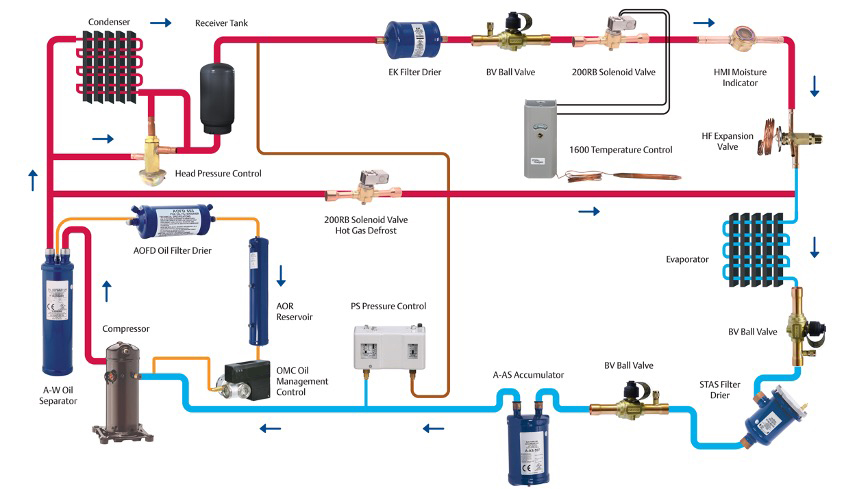 Condenser
Receiver Tank
EK Filter Drier
BV Ball Valve
200RB Solenoid Valve
HMI Moisture
Indicator
Head Pressure Control
1600 Temperature Control
HF Expansion
Valve
200RB Solenoid Valve
Hot Gas Defrost
AOFD Oil Filter Drier
AOR
Reservoir
Evaporator
PS Pressure Control
BV Ball Valve
Compressor
OMC Oil
Management
Control
A-W Oil
Separator
A-AS Accumulator
BV Ball Valve
STAS Filter
Drier